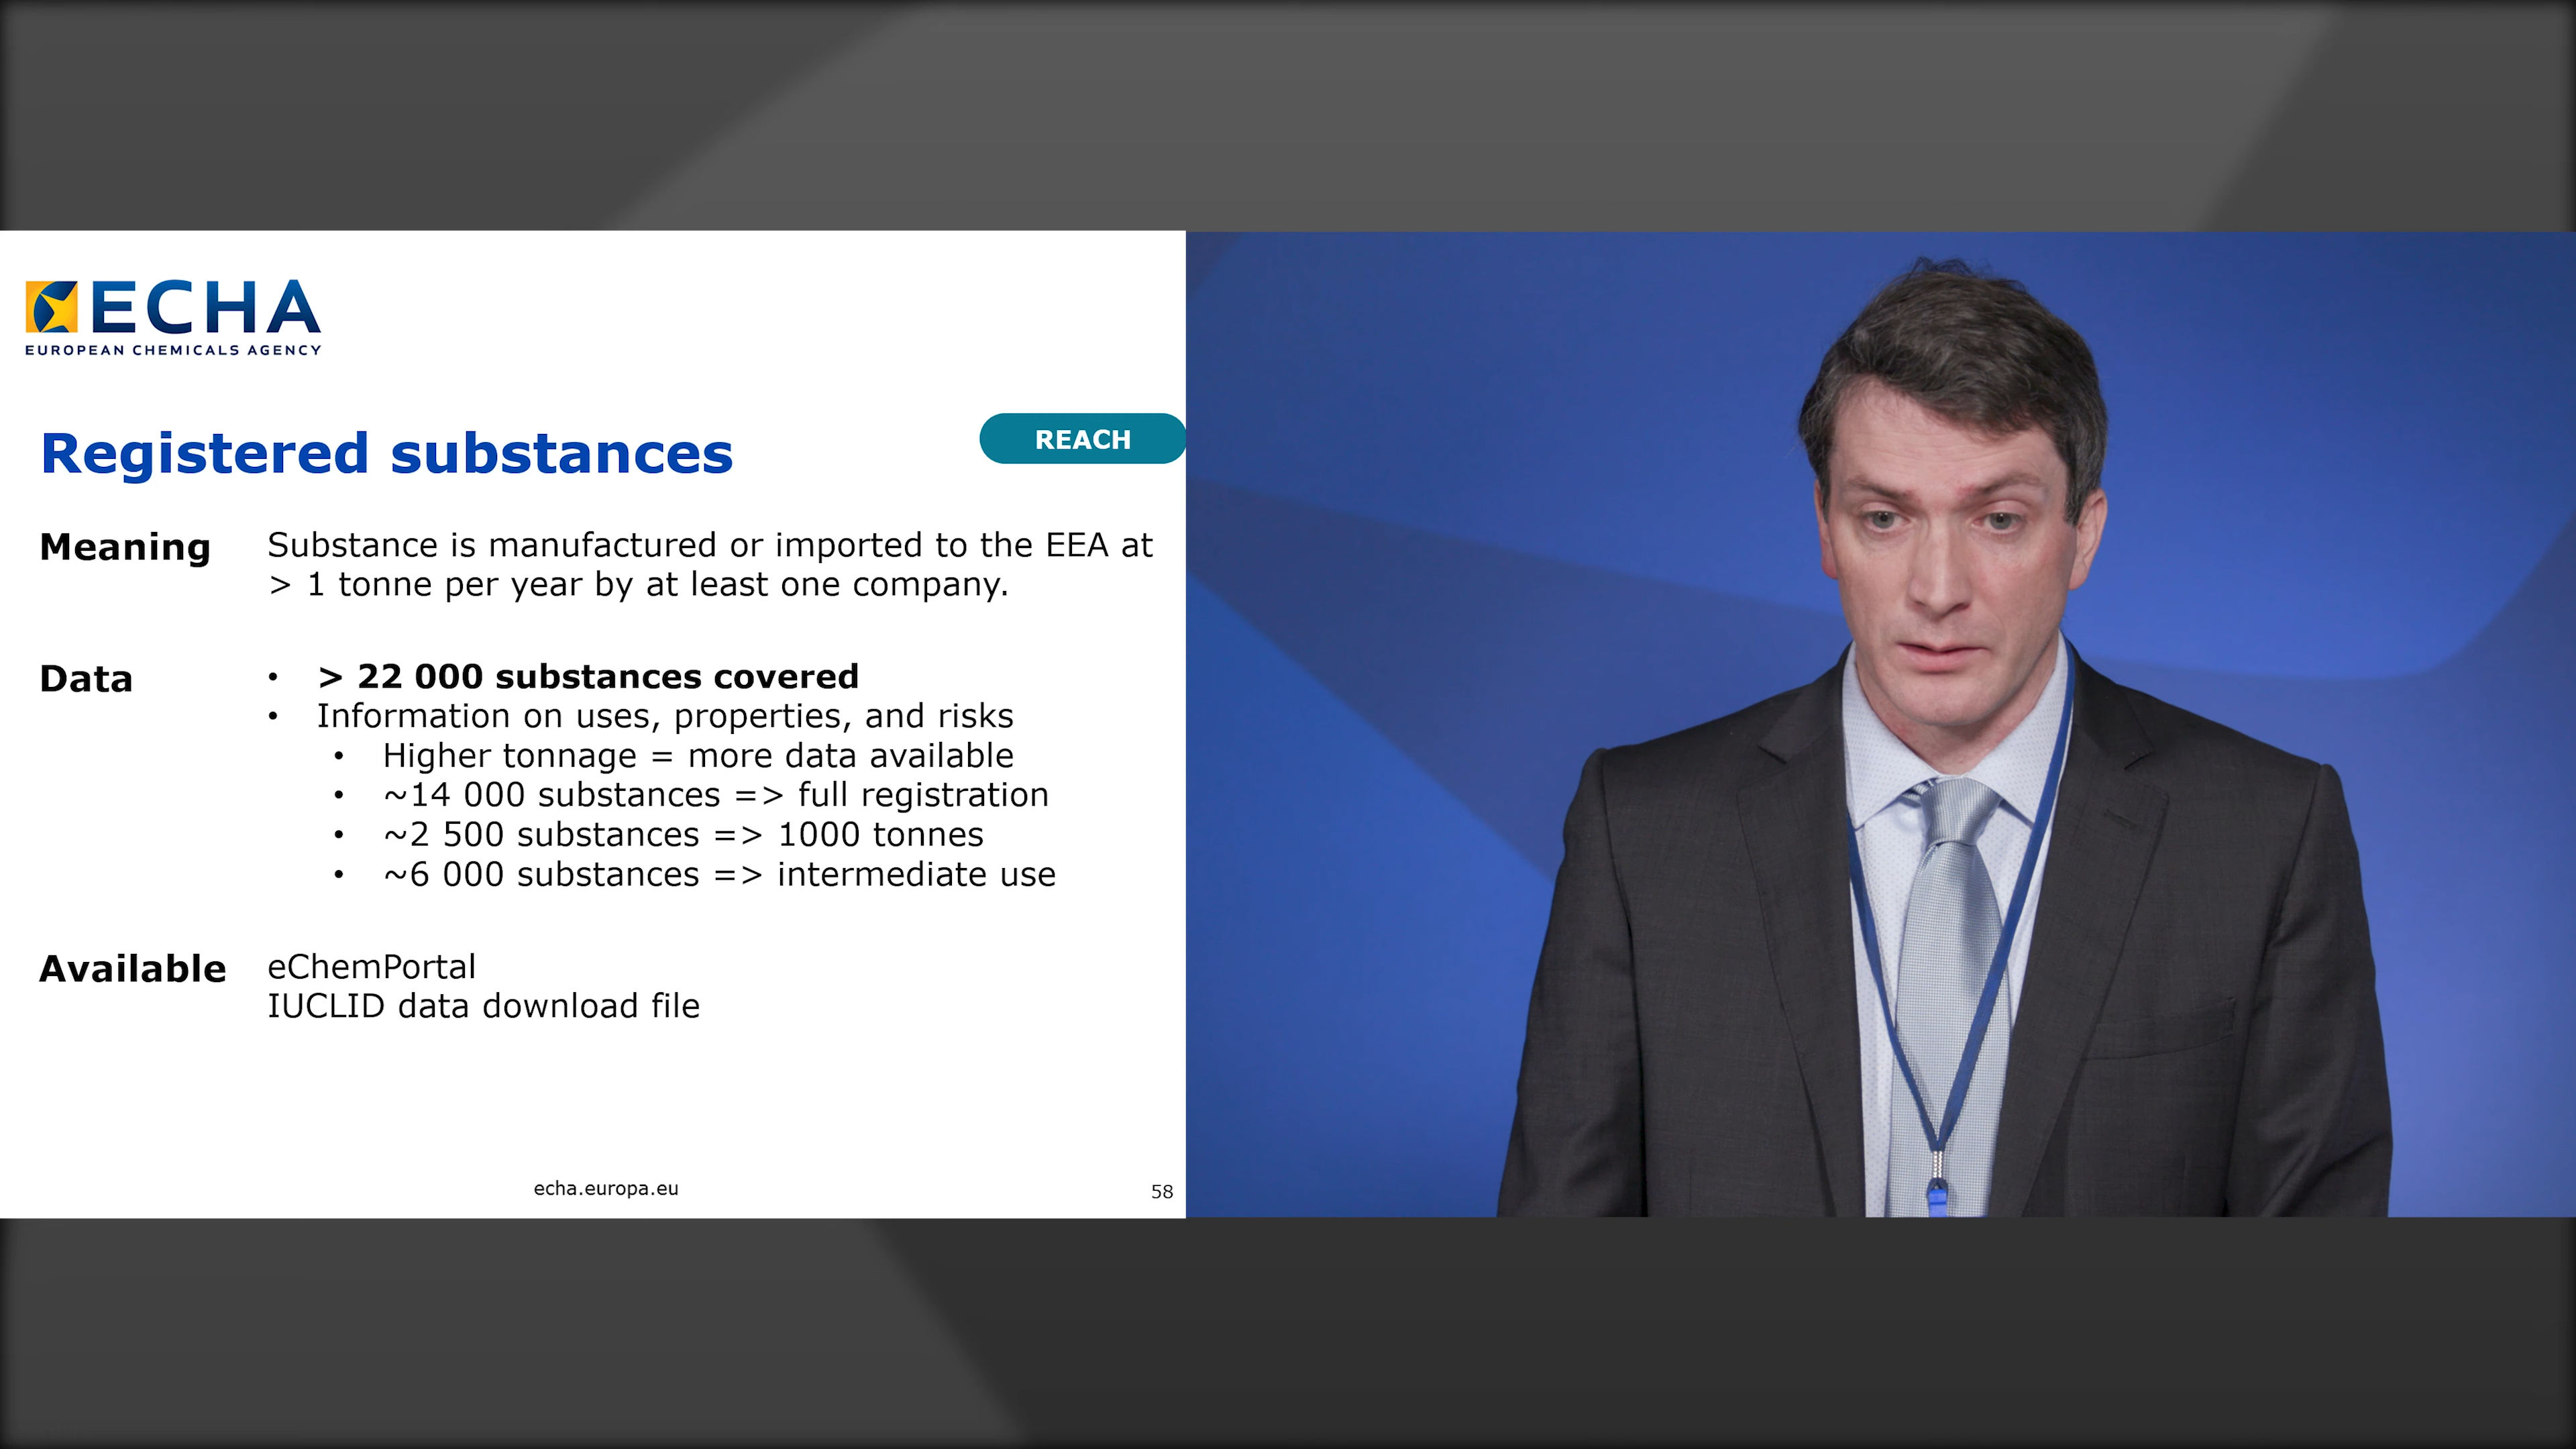 ECHA
EUROPEAN CHEMICALS AGENCY
REACH
Registered substances
Meaning
Substance is manufactured or imported to the EEA at
> 1 tonne per year by at least one company.
Data
• > 22 000 substances covered
• Information on uses, properties, and risks
• Higher tonnage = more data available
• ~14 000 substances => full registration
• ~2 500 substances => 1000 tonnes
• ~6 000 substances => intermediate use
Available
eChemPortal
IUCLID data download file
echa.europa.eu
58